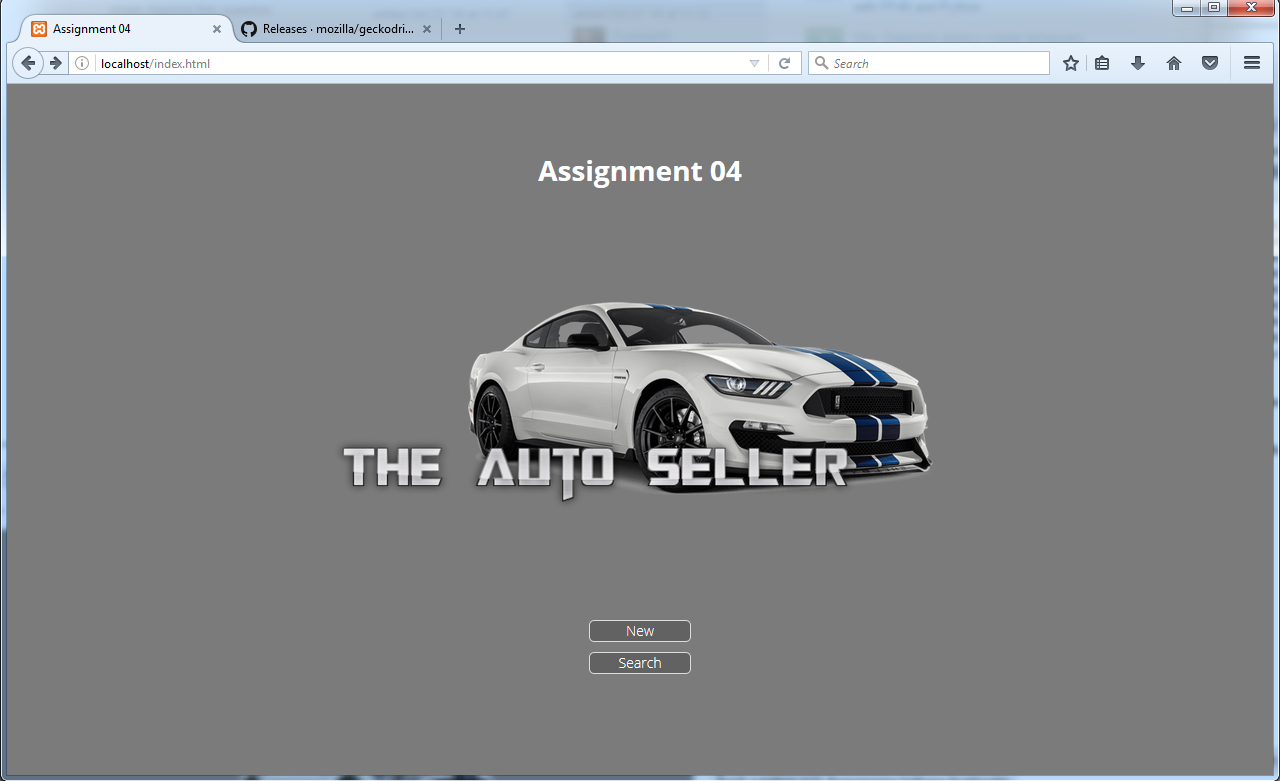 Assignment 04
Releases · mozilla/geckodri...
localhost/index.html
Search
Assignment 04
THE AUTO SELLER
New
Search